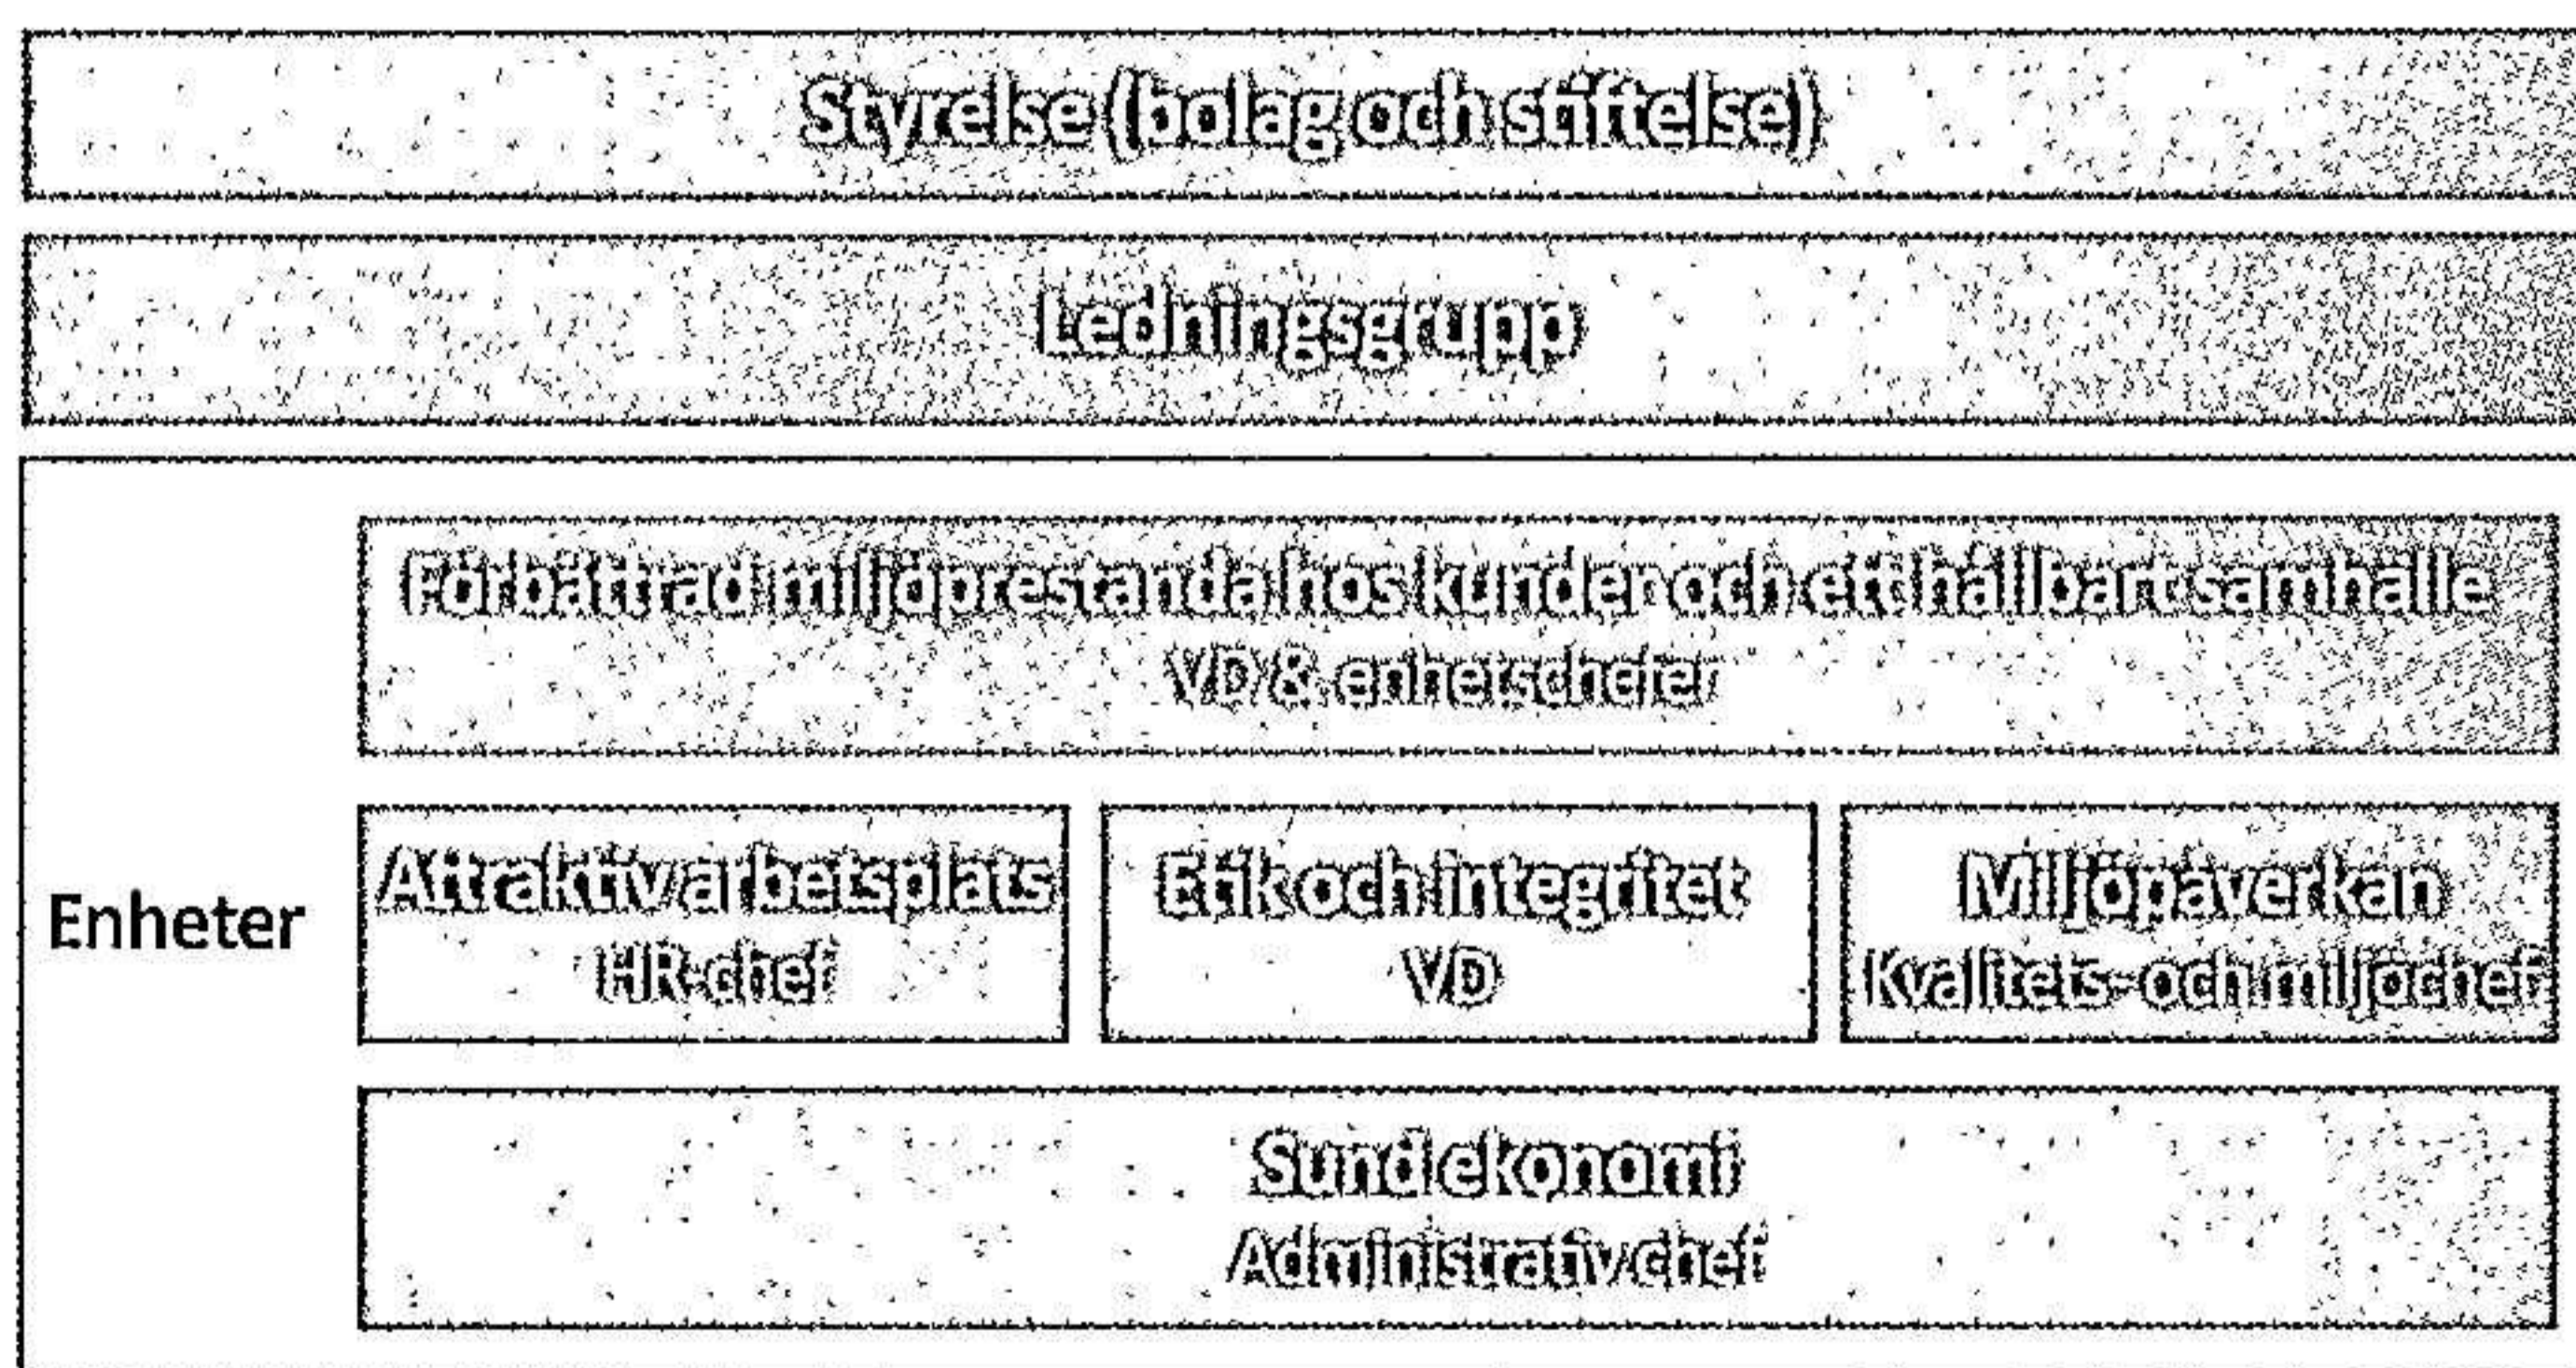 Styrelse (bolag och stiftelse)
Ledningsgrupp
Förbättrad miljöprestanda hos kunder och ett hållbart samhälle
VD & enhetschefer
Enheter
Attraktiv arbetsplats
HR-chef
Etik och integritet
VD
Miljöpåverkan
Kvalitets- och miljöchef
Sund ekonomi
Administrativ chef